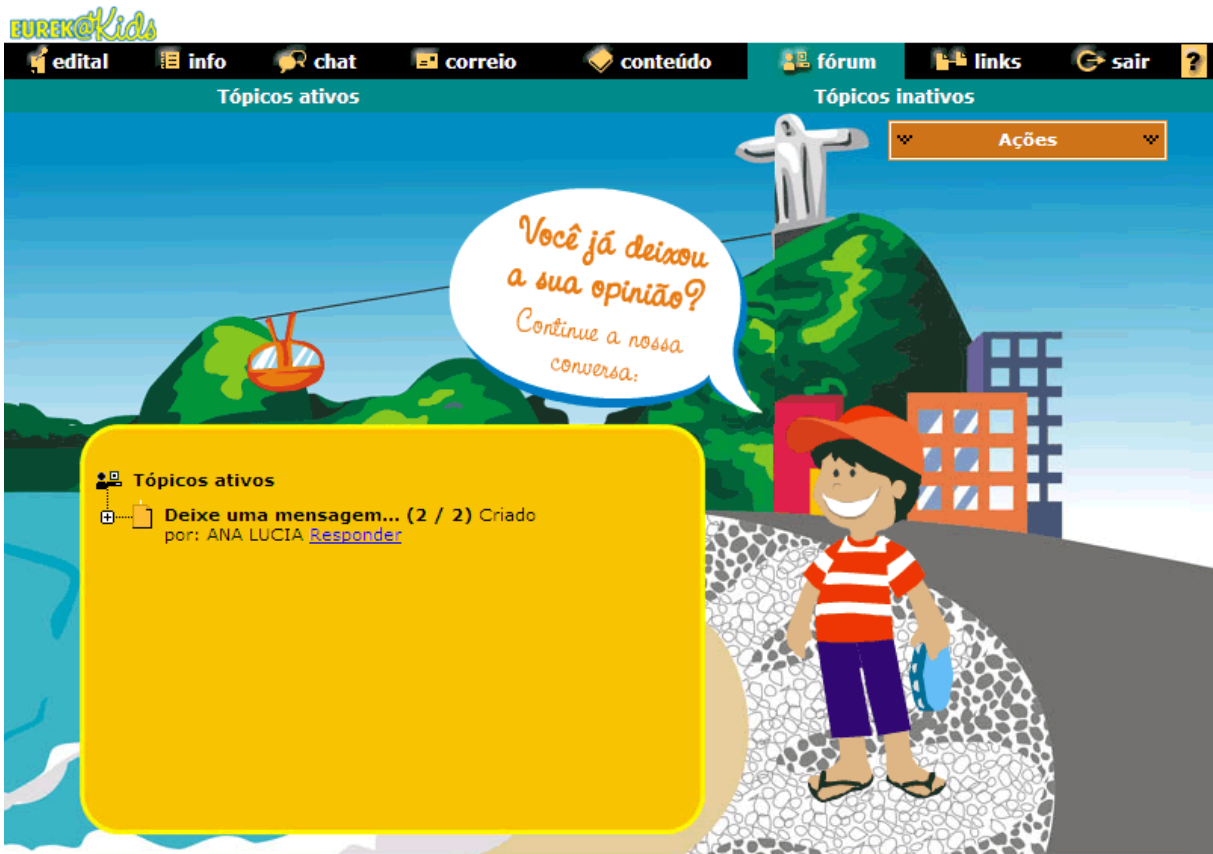 EUREK@Kids
edital info chat correio conteúdo fórum links sair ?
Tópicos ativos Tópicos inativos
Ações
Você já deixou
a sua opinião?
Continue a nossa
conversa:
Tópicos ativos
Deixe uma mensagem... (2 / 2) Criado
por: ANA LUCIA Responder